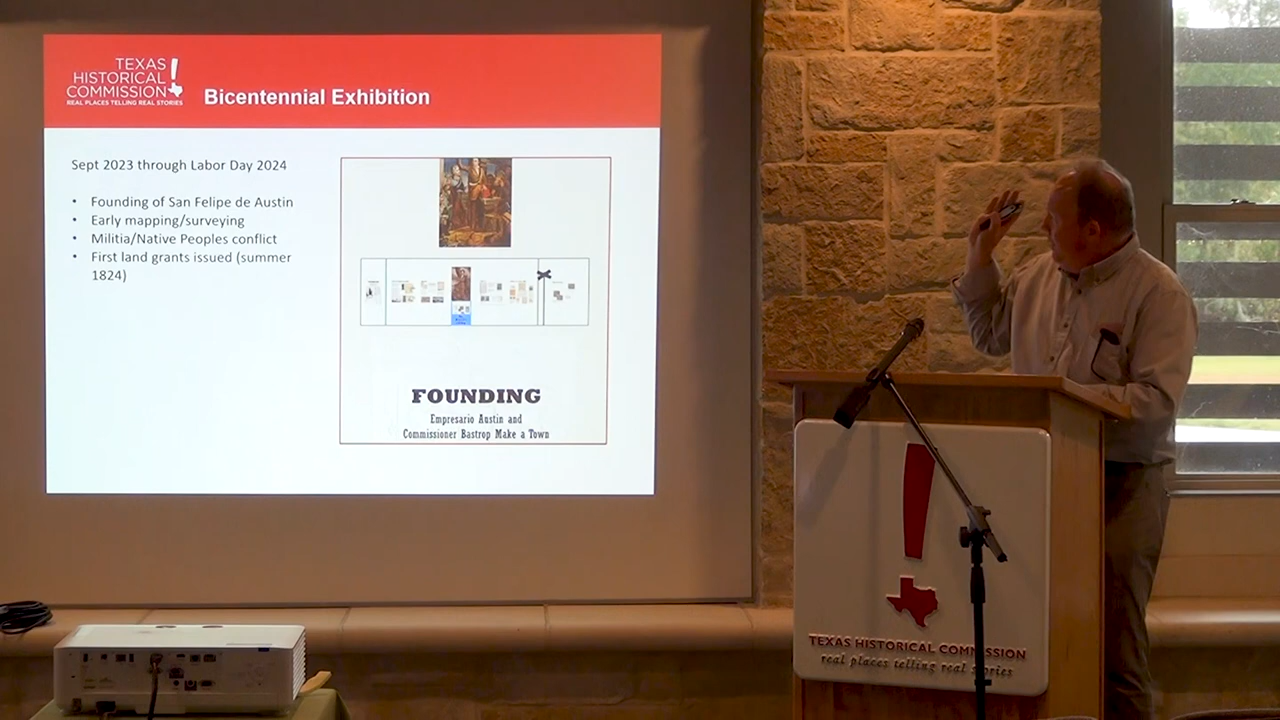 TEXAS
HISTORICAL
COMMISSION
REAL PLACES TELLING REAL STORIES
Bicentennial Exhibition
Sept 2023 through Labor Day 2024
• Founding of San Felipe de Austin
• Early mapping/surveying
• Militia/Native Peoples conflict
• First land grants issued (summer
1824)
FOUNDING
Empresario Austin and
Commissioner Bastrop Make a Town
TEXAS HISTORICAL COMMISSION
real places telling real stories